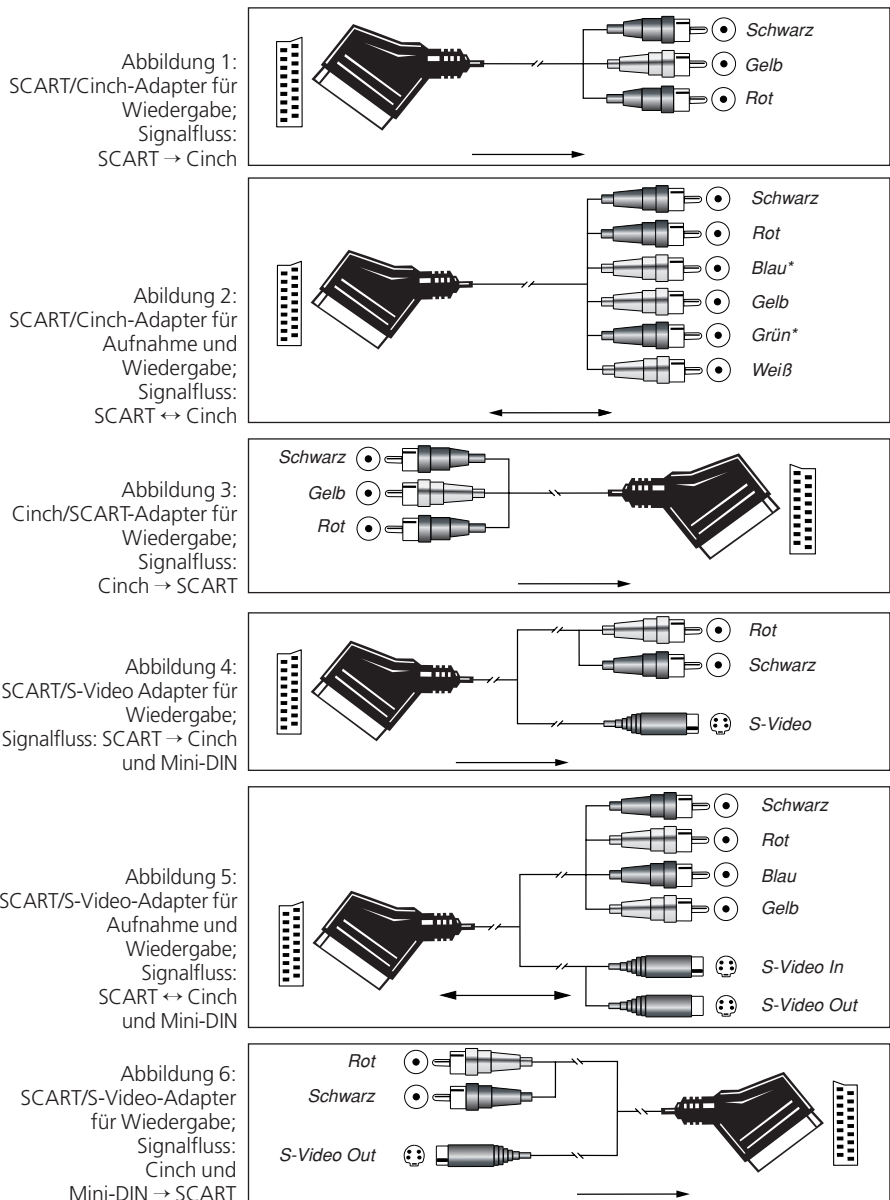 Abbildung 1:
SCART/Cinch-Adapter für
Wiedergabe;
Signalfluss:
SCART → Cinch
Schwarz
Gelb
Rot
Abildung 2:
SCART/Cinch-Adapter für
Aufnahme und
Wiedergabe;
Signalfluss:
SCART ↔ Cinch
Schwarz
Rot
Blau*
Gelb
Grün*
Weiß
Abbildung 3:
Cinch/SCART-Adapter für
Wiedergabe;
Signalfluss:
Cinch → SCART
Schwarz
Gelb
Rot
Abbildung 4:
SCART/S-Video Adapter für
Wiedergabe;
Signalfluss: SCART → Cinch
und Mini-DIN
Rot
Schwarz
S-Video
Abbildung 5:
SCART/S-Video-Adapter für
Aufnahme und
Wiedergabe;
Signalfluss:
SCART ↔ Cinch
und Mini-DIN
Schwarz
Rot
Blau
Gelb
S-Video In
S-Video Out
Abbildung 6:
SCART/S-Video-Adapter
für Wiedergabe;
Signalfluss:
Cinch und
Mini-DIN → SCART
Rot
Schwarz
S-Video Out